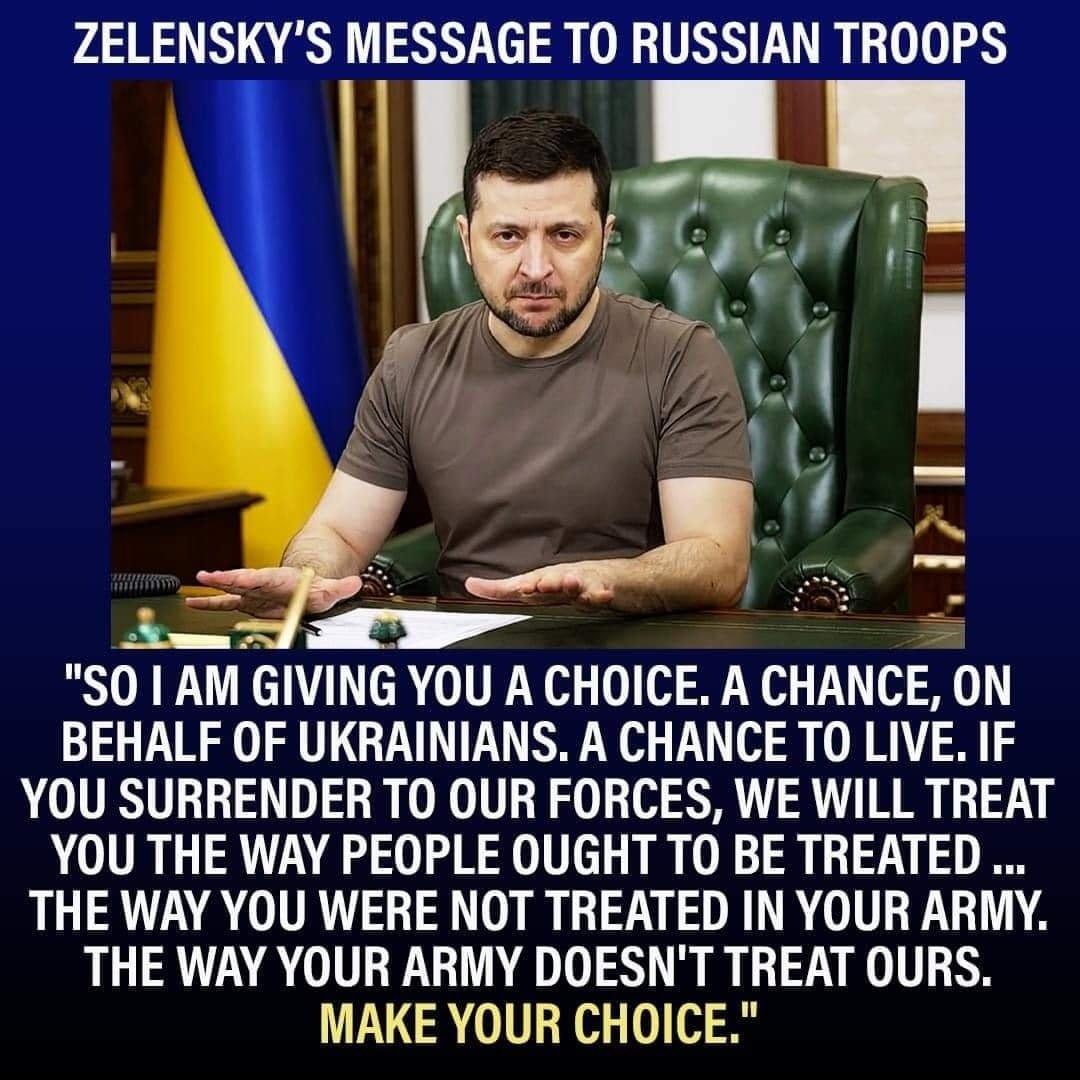 ZELENSKY'S MESSAGE TO RUSSIAN TROOPS
"SO I AM GIVING YOU A CHOICE. A CHANCE, ON
BEHALF OF UKRAINIANS. A CHANCE TO LIVE. IF
YOU SURRENDER TO OUR FORCES, WE WILL TREAT
YOU THE WAY PEOPLE OUGHT TO BE TREATED ...
THE WAY YOU WERE NOT TREATED IN YOUR ARMY.
THE WAY YOUR ARMY DOESN'T TREAT OURS.
MAKE YOUR CHOICE."